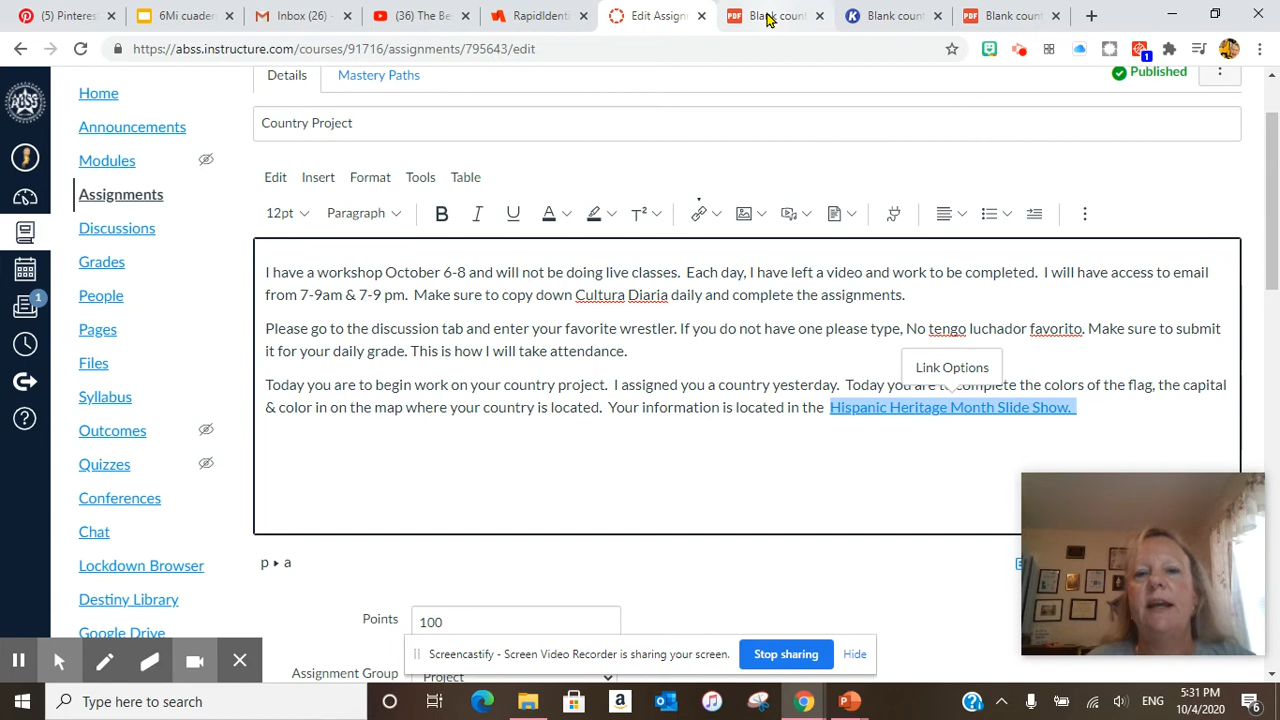 (5) Pinteres
6Mi cuader
Inbox (26) -
(36) The Be
RapidIdenti
Edit Assign
Blank count
Blank count
Blank coun
https://abss.instructure.com/courses/91716/assignments/795643/edit
1
ABSS
Home
Announcements
Modules
Assignments
Discussions
Grades
People
Pages
Files
Syllabus
Outcomes
Quizzes
Conferences
Chat
Lockdown Browser
Destiny Library
Google Drive
1
Details
Mastery Paths
Published
Country Project
Edit Insert Format Tools Table
12pt Paragraph B I U A T²
I have a workshop October 6-8 and will not be doing live classes. Each day, I have left a video and work to be completed. I will have access to email
from 7-9am & 7-9 pm. Make sure to copy down Cultura Diaria daily and complete the assignments.
Please go to the discussion tab and enter your favorite wrestler. If you do not have one please type, No tengo luchador favorito. Make sure to submit
it for your daily grade. This is how I will take attendance.
Link Options
Today you are to begin work on your country project. I assigned you a country yesterday. Today you are to complete the colors of the flag, the capital
& color in on the map where your country is located. Your information is located in the Hispanic Heritage Month Slide Show.
p ▸ a
Points 100
Assignment Group Project
Screencastify - Screen Video Recorder is sharing your screen. Stop sharing Hide
Type here to search
ENG
5:31 PM
10/4/2020
6